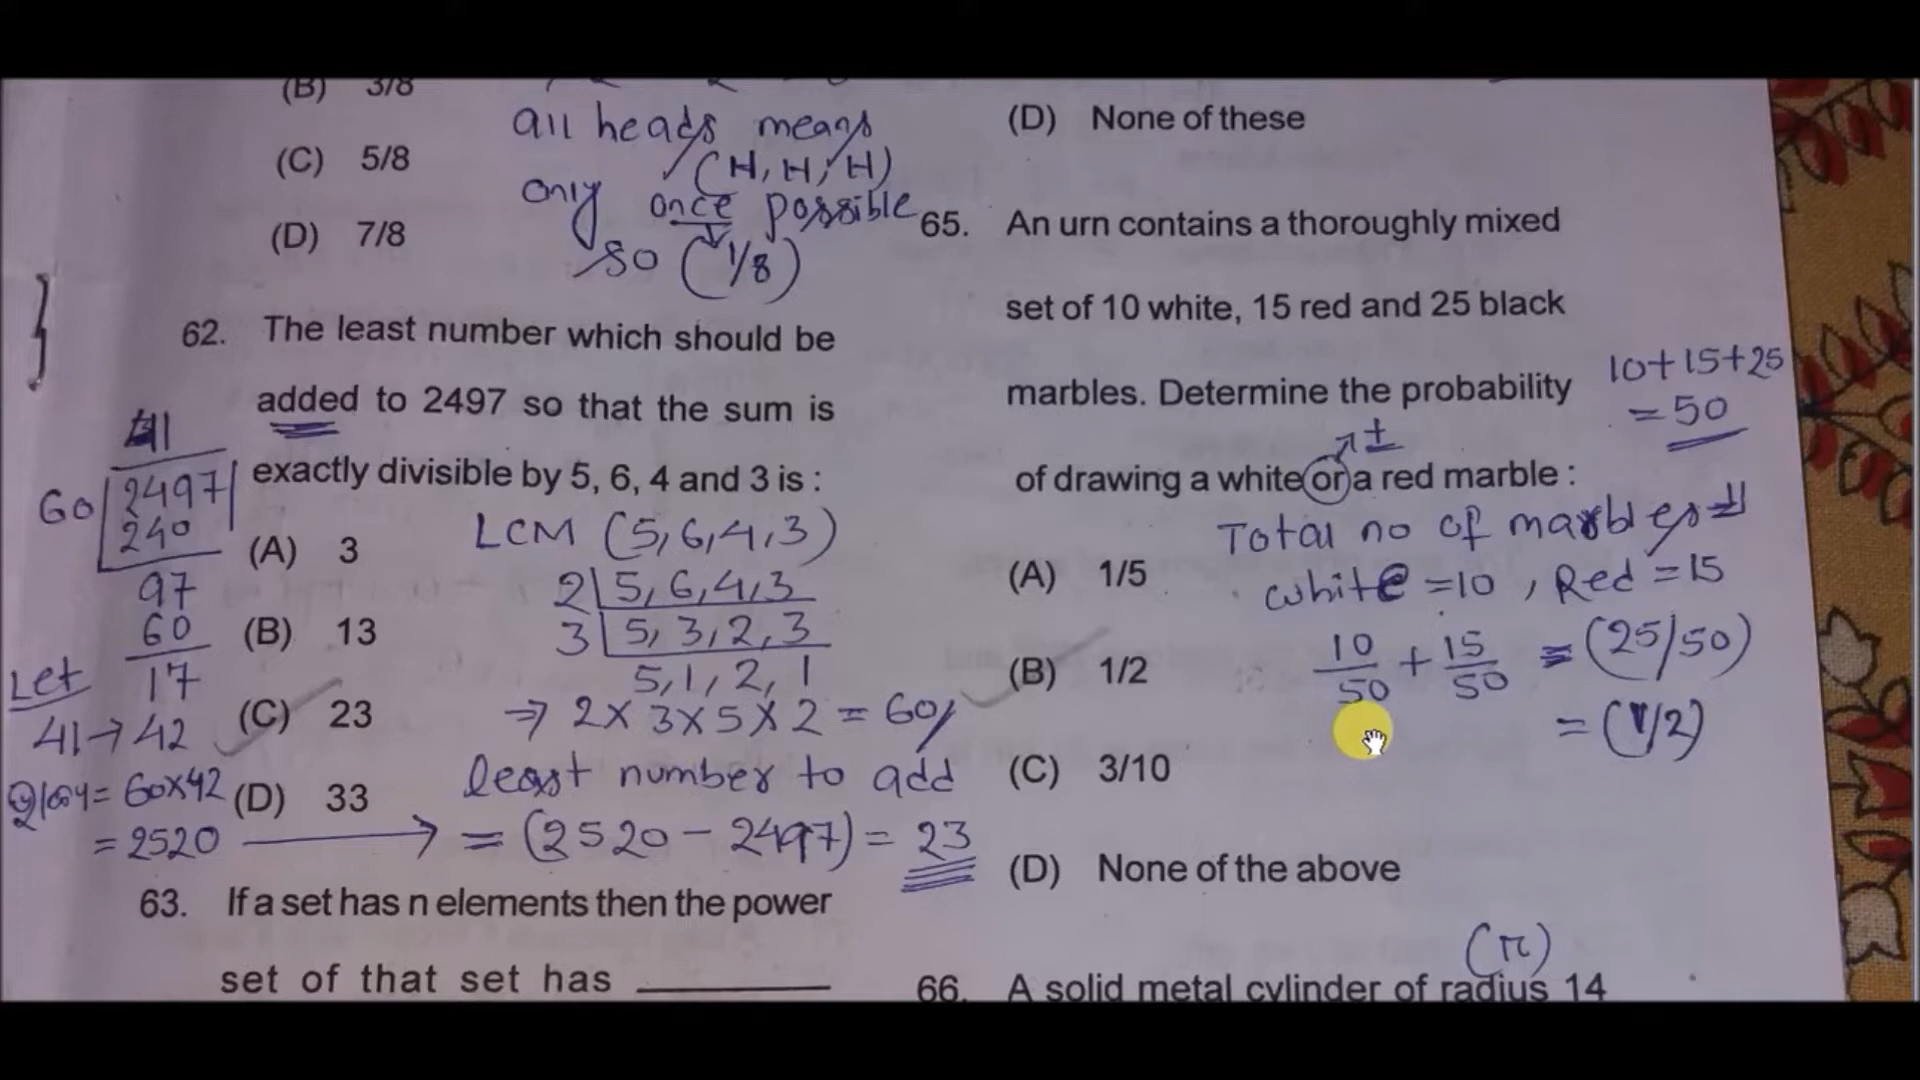 (B) 3/8
all heads means
(C) 5/8
(H, H, H)
only once possible
(D) 7/8
so (1/8)
62. The least number which should be
added to 2497 so that the sum is
exactly divisible by 5, 6, 4 and 3 is :
41
60 2497
240
97
60
17
Let
41 → 42
= 60×42
= 2520
LCM (5,6,4,3)
2 5,6,4,3
3 5,3,2,3
5,1,2,1
⇒ 2 × 3 × 5 × 2 = 60
(A) 3
(B) 13
(C) 23
(D) 33
least number to add
= (2520 − 2497) = 23
63. If a set has n elements then the power
set of that set has ________
(D) None of these
65. An urn contains a thoroughly mixed
set of 10 white, 15 red and 25 black
marbles. Determine the probability
of drawing a white or a red marble :
10+15+25
= 50
±
Total no of marbles
white = 10, Red = 15
10/50 + 15/50 = (25/50)
= (1/2)
(A) 1/5
(B) 1/2
(C) 3/10
(D) None of the above
(r)
66. A solid metal cylinder of radius 14